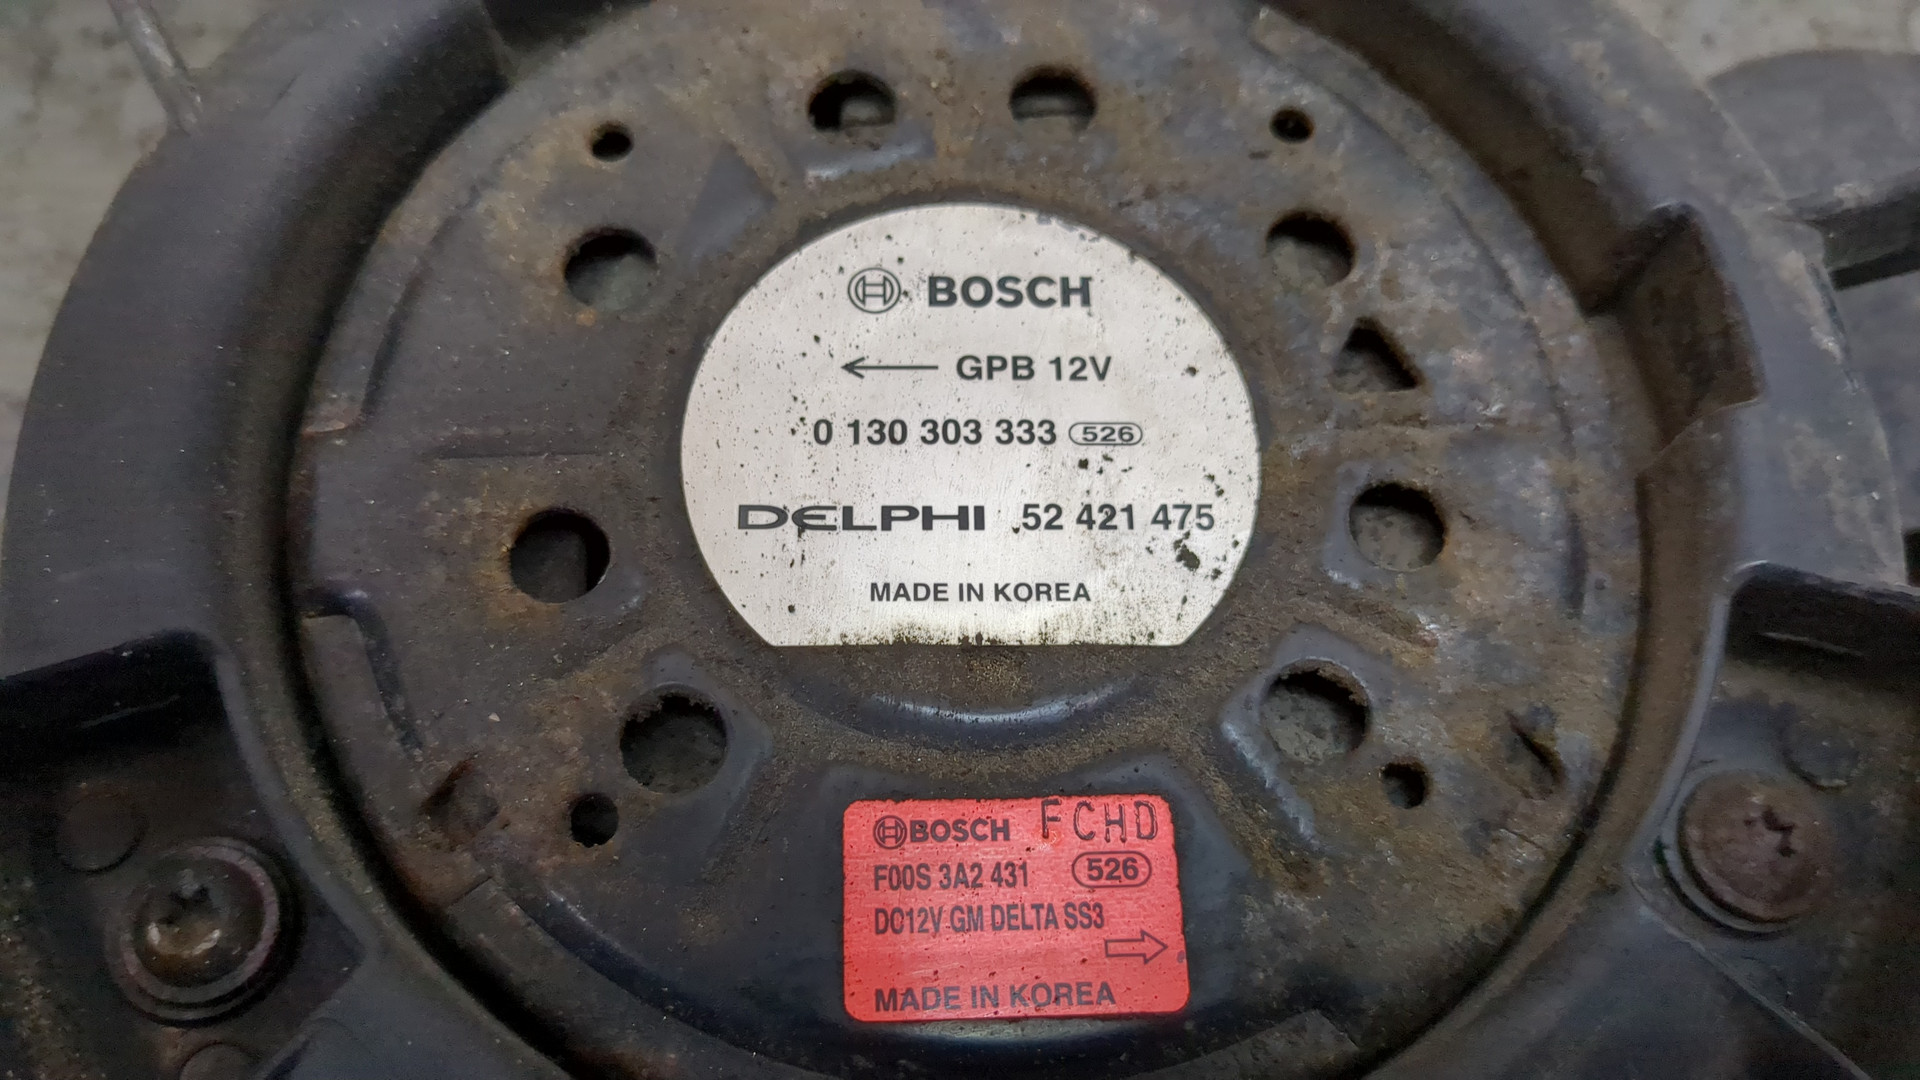 BOSCH
GPB 12V
0 130 303 333 526
DELPHI 52 421 475
MADE IN KOREA
BOSCH FCHD
F00S 3A2 431 526
DC12V GM DELTA SS3
MADE IN KOREA